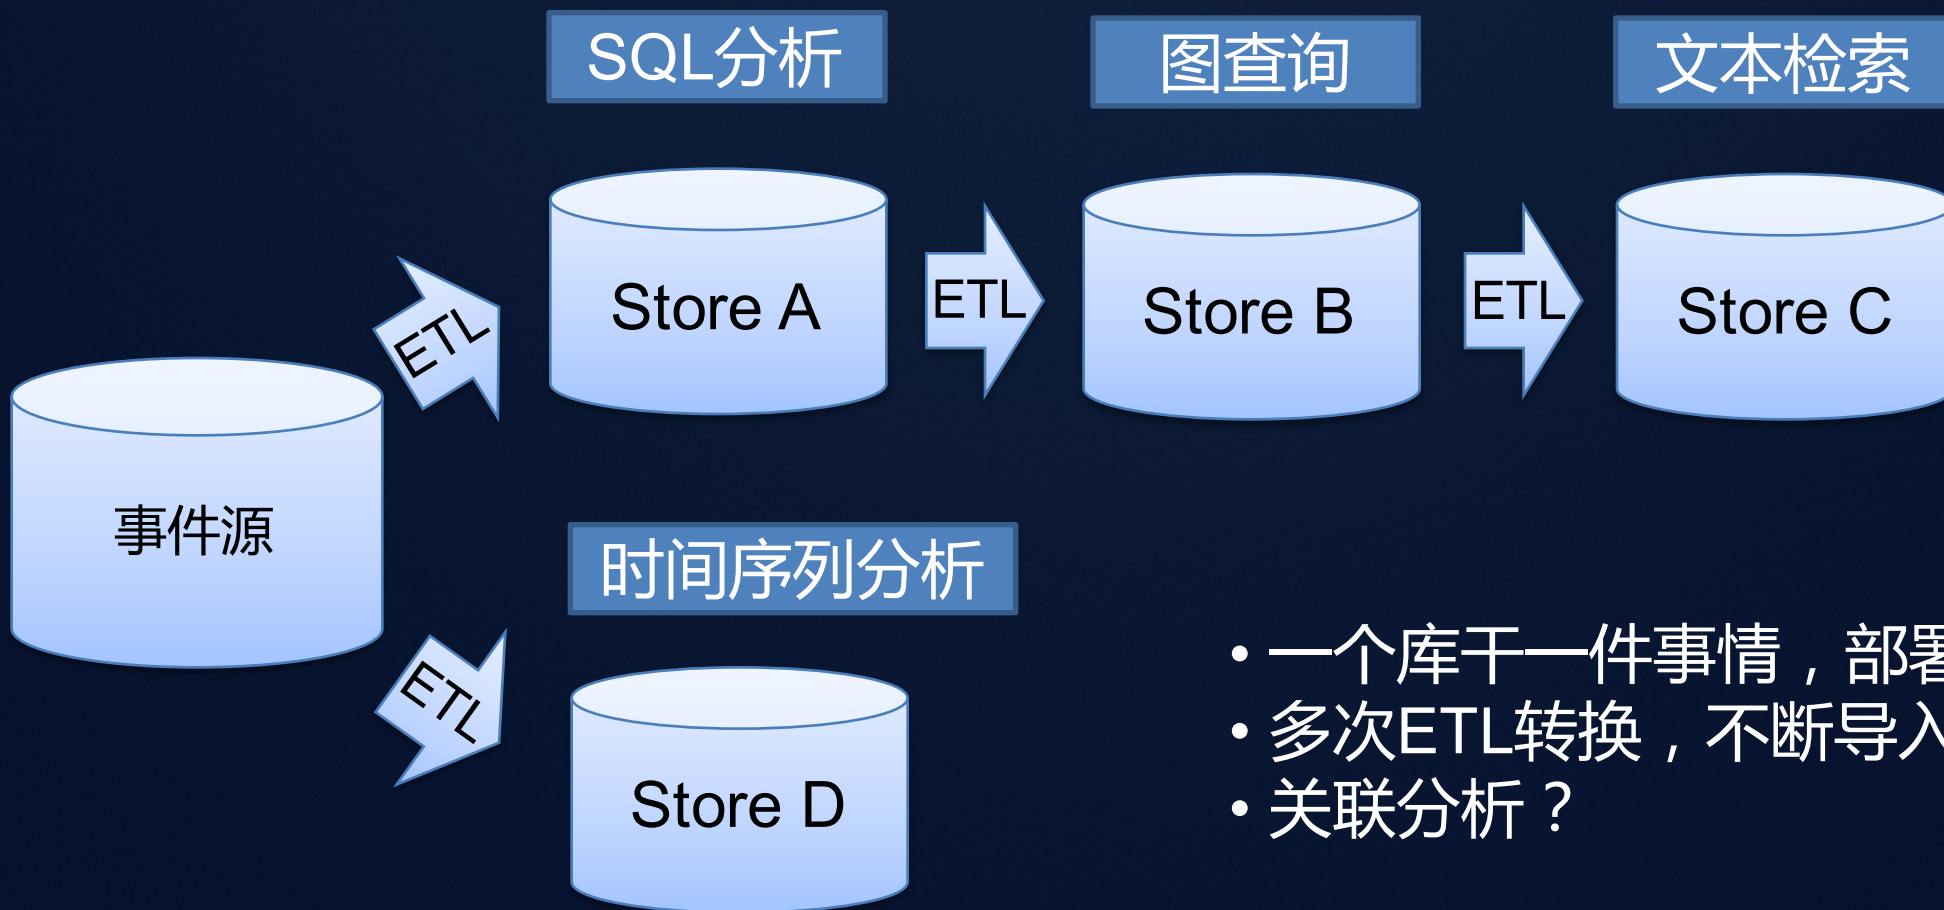 SQL分析
图查询
文本检索
Store A
ETL
Store B
ETL
Store C
ETL
事件源
时间序列分析
ETL
Store D
• 一个库干一件事情，部署
• 多次ETL转换，不断导入
• 关联分析？